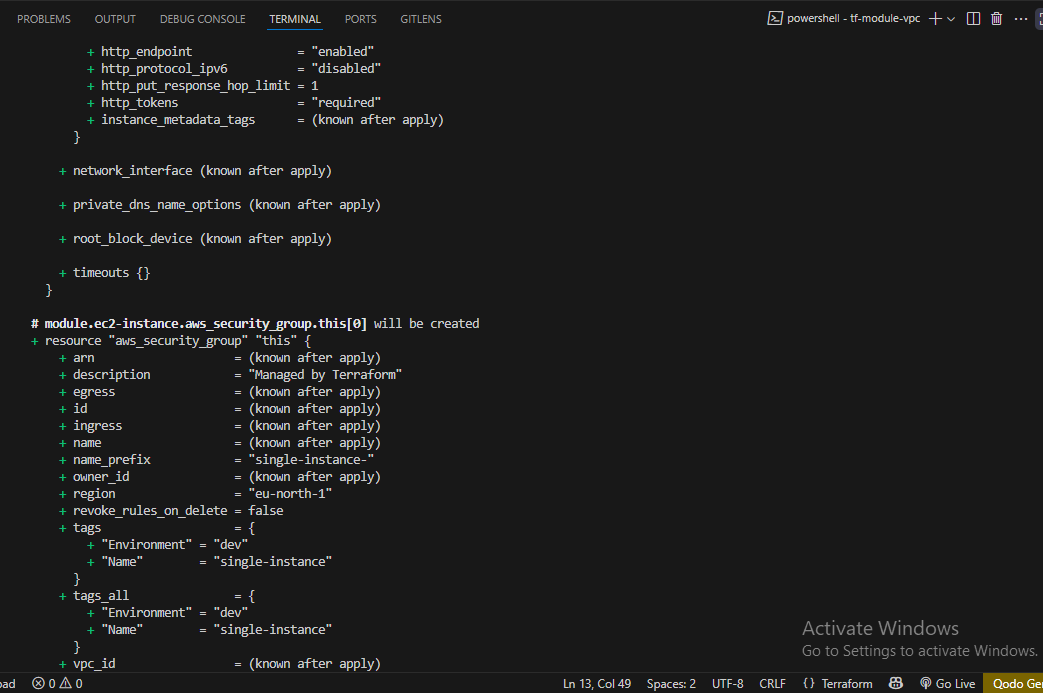 PROBLEMS OUTPUT DEBUG CONSOLE TERMINAL PORTS GITLENS powershell - tf-module-vpc
+ http_endpoint = "enabled"
+ http_protocol_ipv6 = "disabled"
+ http_put_response_hop_limit = 1
+ http_tokens = "required"
+ instance_metadata_tags = (known after apply)
}
+ network_interface (known after apply)
+ private_dns_name_options (known after apply)
+ root_block_device (known after apply)
+ timeouts {}
}
# module.ec2-instance.aws_security_group.this[0] will be created
+ resource "aws_security_group" "this" {
+ arn = (known after apply)
+ description = "Managed by Terraform"
+ egress = (known after apply)
+ id = (known after apply)
+ ingress = (known after apply)
+ name = (known after apply)
+ name_prefix = "single-instance-"
+ owner_id = (known after apply)
+ region = "eu-north-1"
+ revoke_rules_on_delete = false
+ tags = {
+ "Environment" = "dev"
+ "Name" = "single-instance"
}
+ tags_all = {
+ "Environment" = "dev"
+ "Name" = "single-instance"
}
+ vpc_id = (known after apply)
Activate Windows
Go to Settings to activate Windows.
oad 0 0 Ln 13, Col 49 Spaces: 2 UTF-8 CRLF {} Terraform Go Live Qodo Ge